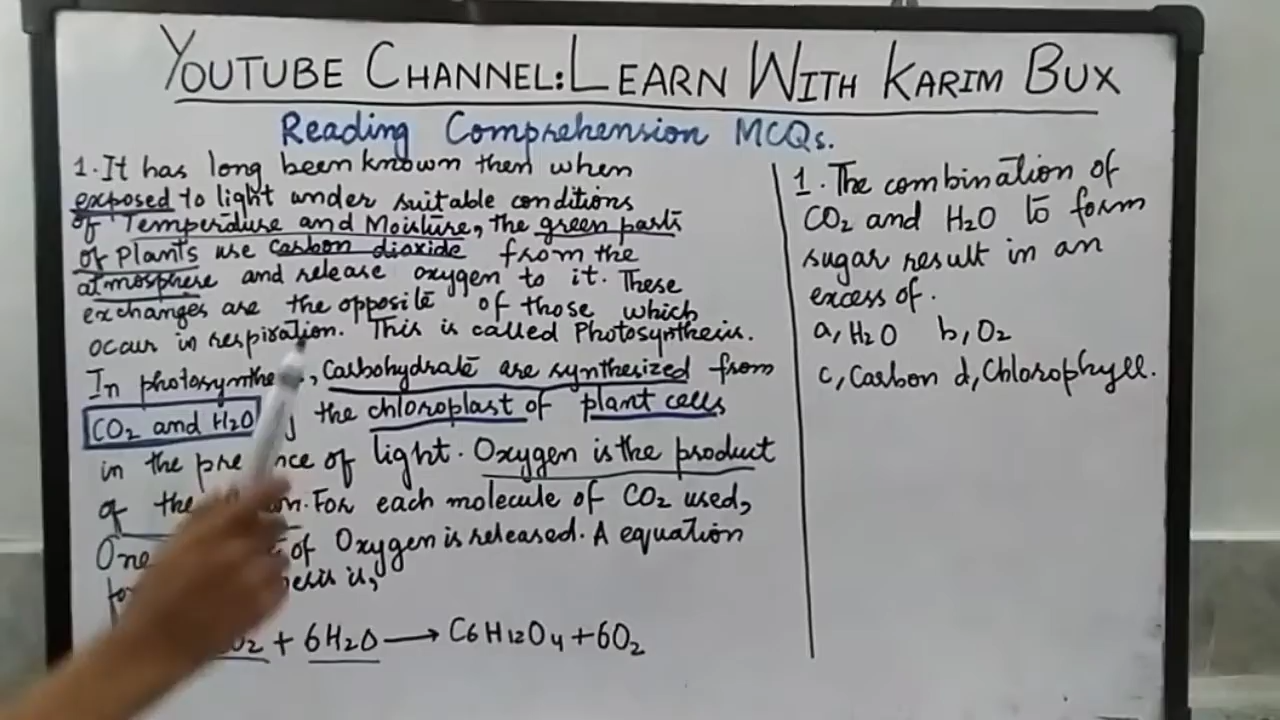 YOUTUBE CHANNEL: LEARN WITH KARIM BUX
Reading Comprehension MCQs.
1. It has long been known then when
exposed to light under suitable conditions
of Temperature and Moisture, the green parts
of Plants use carbon dioxide from the
atmosphere and release oxygen to it. These
exchanges are the opposite of those which
occur in respiration. This is called Photosynthesis.
In , Carbohydrate are synthesized from
CO2 and H2O the chloroplast of plant cells
in the of light. Oxygen is the product
of the For each molecule of CO2 used,
One of Oxygen is released. A equation
is,
+ 6H2O → C6H12O4 + 6O2
1. The combination of
CO2 and H2O to form
sugar result in an
excess of.
a, H2O b, O2
c, Carbon d, Chlorophyll.